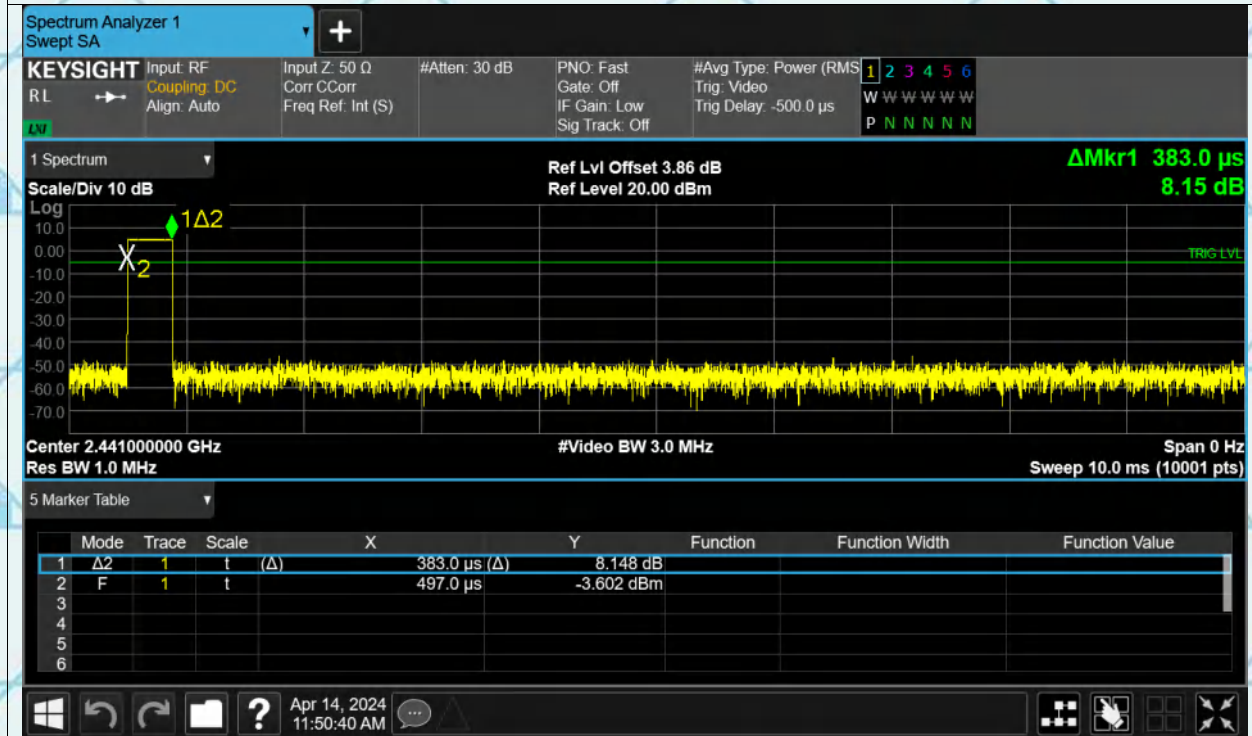 Spectrum Analyzer 1
Swept SA
+
KEYSIGHT
RL
LXI
Input: RF
Coupling: DC
Align: Auto
Input Z: 50 Ω
Corr CCorr
Freq Ref: Int (S)
#Atten: 30 dB
PNO: Fast
Gate: Off
IF Gain: Low
Sig Track: Off
#Avg Type: Power (RMS
Trig: Video
Trig Delay: -500.0 µs
1 2 3 4 5 6
W W W W W W
P N N N N N
1 Spectrum
Scale/Div 10 dB
Ref Lvl Offset 3.86 dB
Ref Level 20.00 dBm
ΔMkr1 383.0 µs
8.15 dB
Log
10.0
0.00
-10.0
-20.0
-30.0
-40.0
-50.0
-60.0
-70.0
1Δ2
X2
TRIG LVL
Center 2.441000000 GHz
#Video BW 3.0 MHz
Span 0 Hz
Res BW 1.0 MHz
Sweep 10.0 ms (10001 pts)
5 Marker Table
Mode Trace Scale X Y Function Function Width Function Value
1 Δ2 1 t (Δ) 383.0 µs (Δ) 8.148 dB
2 F 1 t 497.0 µs -3.602 dBm
3
4
5
6
?
Apr 14, 2024
11:50:40 AM